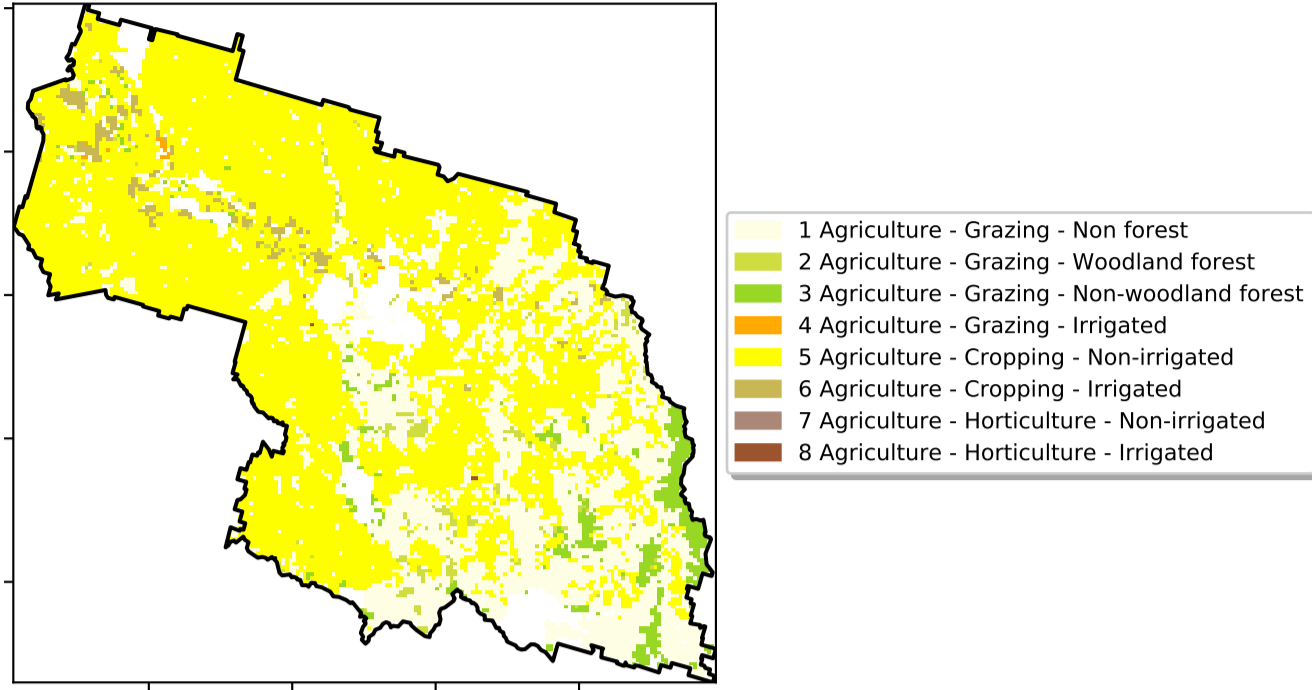 1 Agriculture - Grazing - Non forest
2 Agriculture - Grazing - Woodland forest
3 Agriculture - Grazing - Non-woodland forest
4 Agriculture - Grazing - Irrigated
5 Agriculture - Cropping - Non-irrigated
6 Agriculture - Cropping - Irrigated
7 Agriculture - Horticulture - Non-irrigated
8 Agriculture - Horticulture - Irrigated